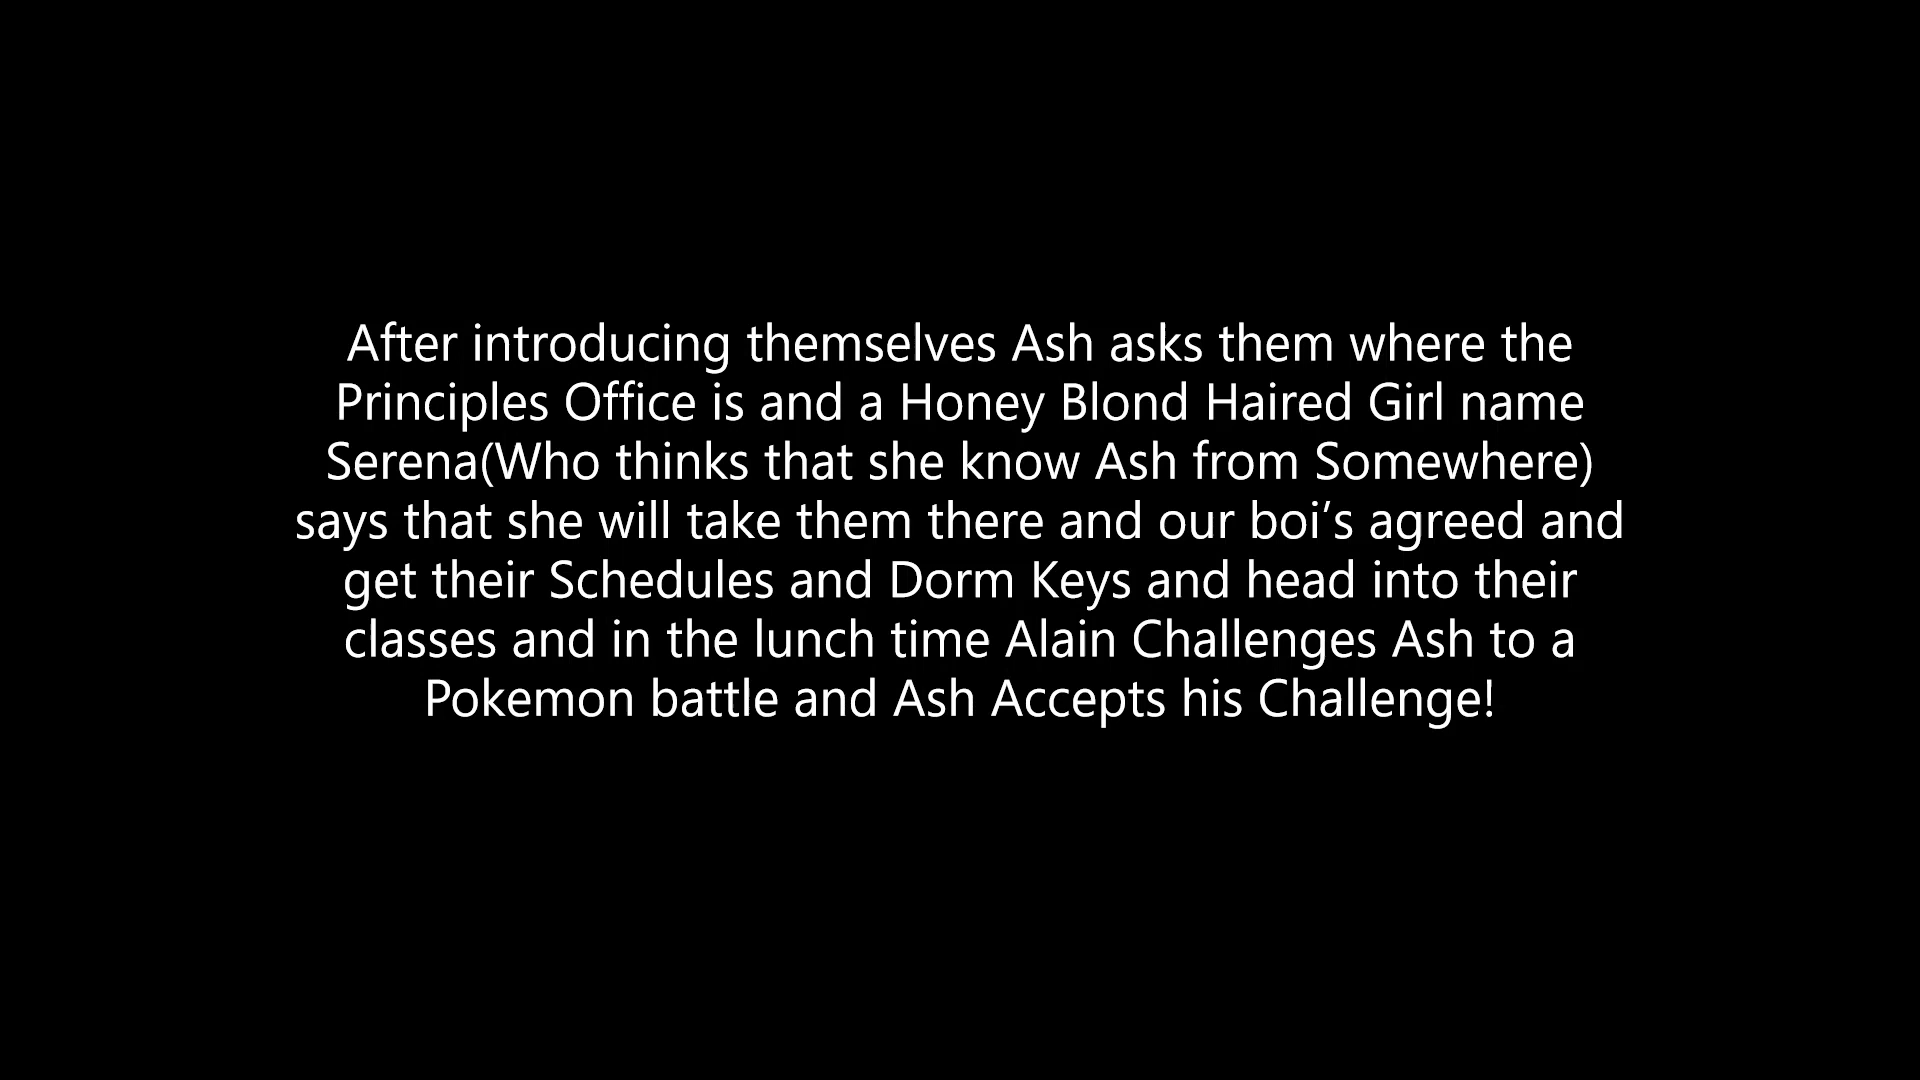 After introducing themselves Ash asks them where the
Principles Office is and a Honey Blond Haired Girl name
Serena(Who thinks that she know Ash from Somewhere)
says that she will take them there and our boi’s agreed and
get their Schedules and Dorm Keys and head into their
classes and in the lunch time Alain Challenges Ash to a
Pokemon battle and Ash Accepts his Challenge!